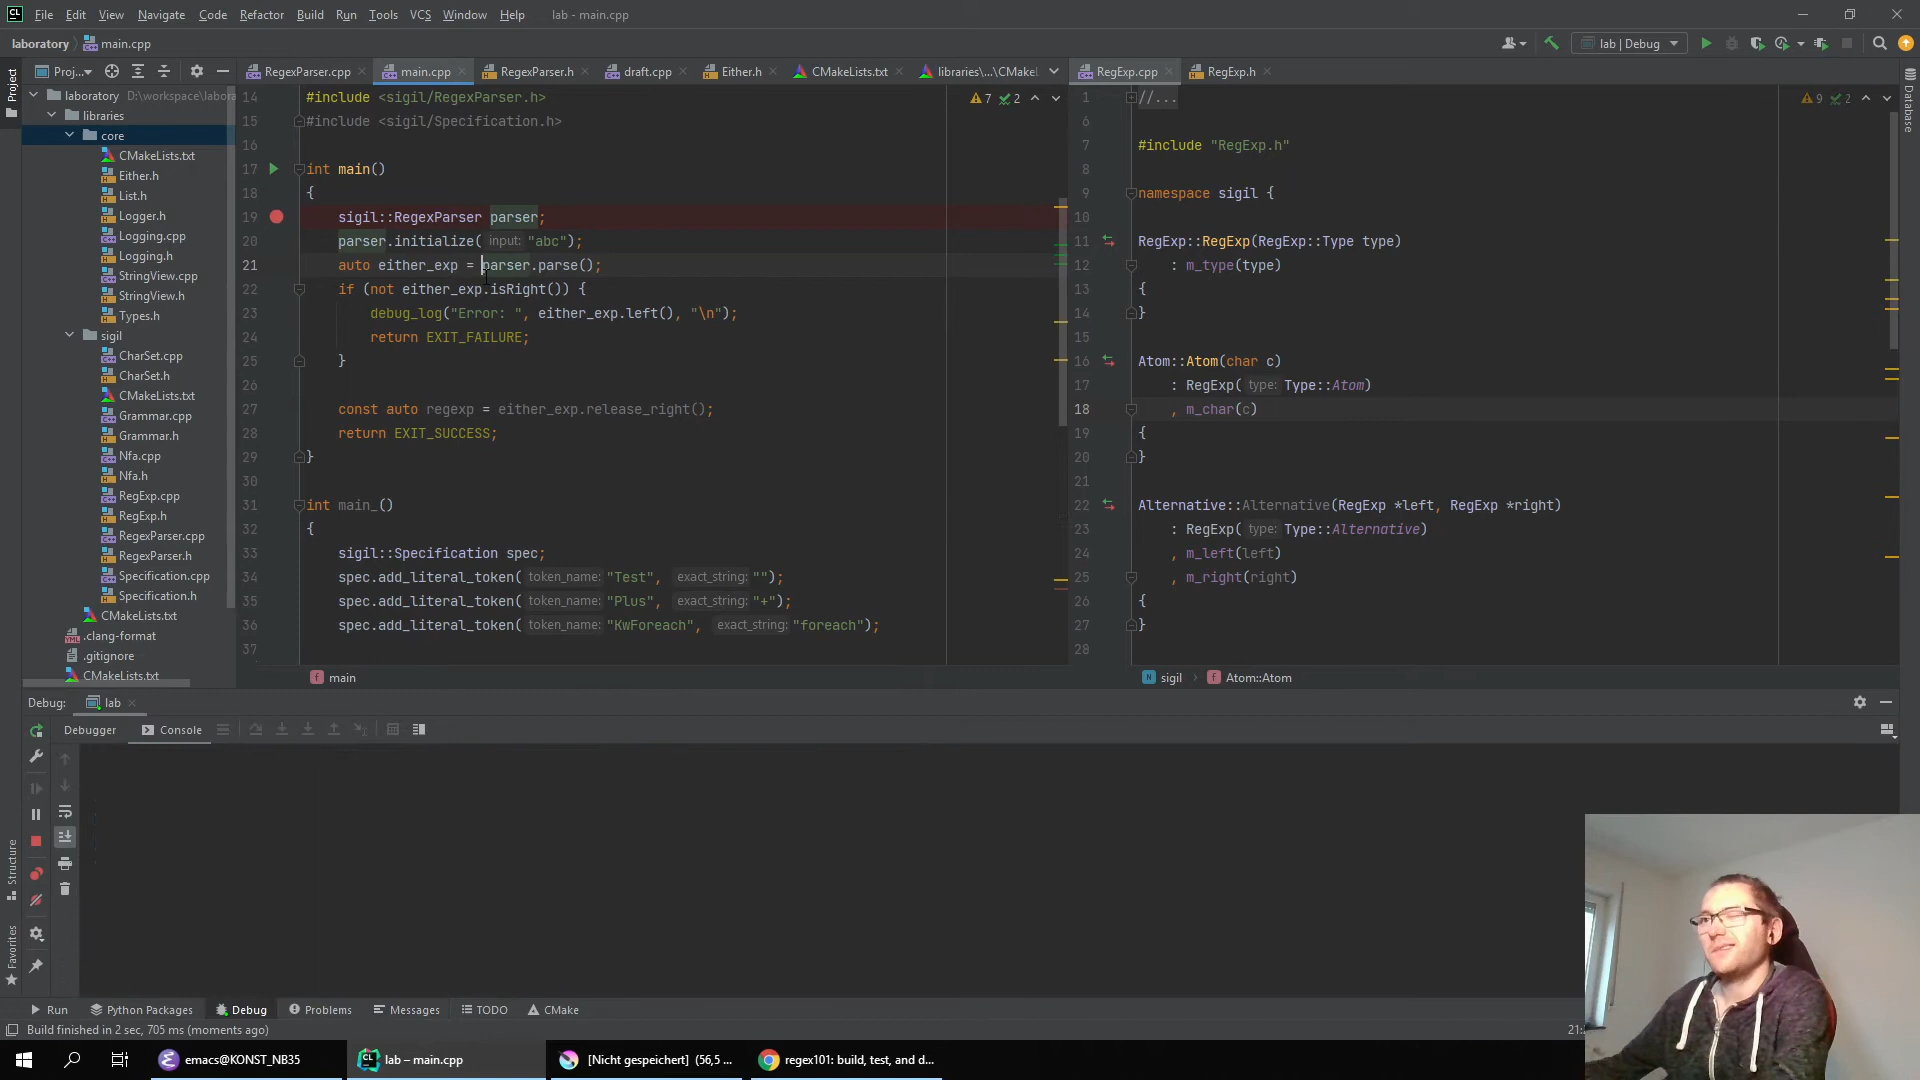 CL File Edit View Navigate Code Refactor Build Run Tools VCS Window Help lab - main.cpp
laboratory main.cpp lab | Debug
Project
Proj... RegexParser.cpp main.cpp RegexParser.h draft.cpp Either.h CMakeLists.txt libraries\...\CMakeL RegExp.cpp RegExp.h
Database
laboratory D:\workspace\labora
libraries
core
CMakeLists.txt
Either.h
List.h
Logger.h
Logging.cpp
Logging.h
StringView.cpp
StringView.h
Types.h
sigil
CharSet.cpp
CharSet.h
CMakeLists.txt
Grammar.cpp
Grammar.h
Nfa.cpp
Nfa.h
RegExp.cpp
RegExp.h
RegexParser.cpp
RegexParser.h
Specification.cpp
Specification.h
CMakeLists.txt
.clang-format
.gitignore
CMakeLists.txt
7 2
14 #include <sigil/RegexParser.h>
15 #include <sigil/Specification.h>
16
17 int main()
18 {
19 sigil::RegexParser parser;
20 parser.initialize( input: "abc");
21 auto either_exp = parser.parse();
22 if (not either_exp.isRight()) {
23 debug_log("Error: ", either_exp.left(), "\n");
24 return EXIT_FAILURE;
25 }
26
27 const auto regexp = either_exp.release_right();
28 return EXIT_SUCCESS;
29 }
30
31 int main_()
32 {
33 sigil::Specification spec;
34 spec.add_literal_token( token_name: "Test", exact_string: "");
35 spec.add_literal_token( token_name: "Plus", exact_string: "+");
36 spec.add_literal_token( token_name: "KwForeach", exact_string: "foreach");
37
main
9 2
1 //...
6
7 #include "RegExp.h"
8
9 namespace sigil {
10
11 RegExp::RegExp(RegExp::Type type)
12 : m_type(type)
13 {
14 }
15
16 Atom::Atom(char c)
17 : RegExp( type: Type::Atom)
18 , m_char(c)
19 {
20 }
21
22 Alternative::Alternative(RegExp *left, RegExp *right)
23 : RegExp( type: Type::Alternative)
24 , m_left(left)
25 , m_right(right)
26 {
27 }
28
sigil Atom::Atom
Debug: lab
Debugger Console
Structure
Favorites
Run Python Packages Debug Problems Messages TODO CMake
Build finished in 2 sec, 705 ms (moments ago) 21:
emacs@KONST_NB35 lab – main.cpp [Nicht gespeichert] (56,5 ... regex101: build, test, and d...